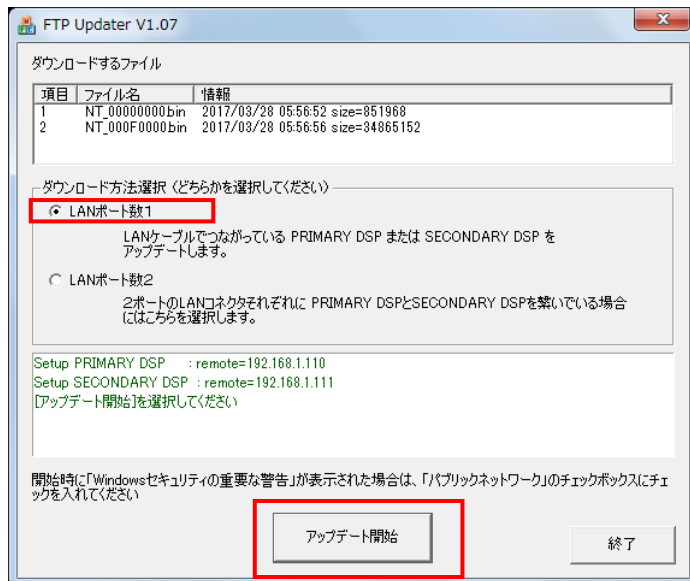 FTP Updater V1.07
ダウンロードするファイル
項目 ファイル名 情報
1 NT_00000000.bin 2017/03/28 05:56:52 size=851968
2 NT_000F0000.bin 2017/03/28 05:56:56 size=34865152
ダウンロード方法選択（どちらかを選択してください）
LANポート数1
LANケーブルでつながっている PRIMARY DSP または SECONDARY DSP を
アップデートします。
LANポート数2
2ポートのLANコネクタそれぞれに PRIMARY DSPとSECONDARY DSPを繋いでいる場合
にはこちらを選択します。
Setup PRIMARY DSP : remote=192.168.1.110
Setup SECONDARY DSP : remote=192.168.1.111
[アップデート開始]を選択してください
開始時に「Windowsセキュリティの重要な警告」が表示された場合は、「パブリックネットワーク」のチェックボックスにチェ
ックを入れてください
アップデート開始
終了